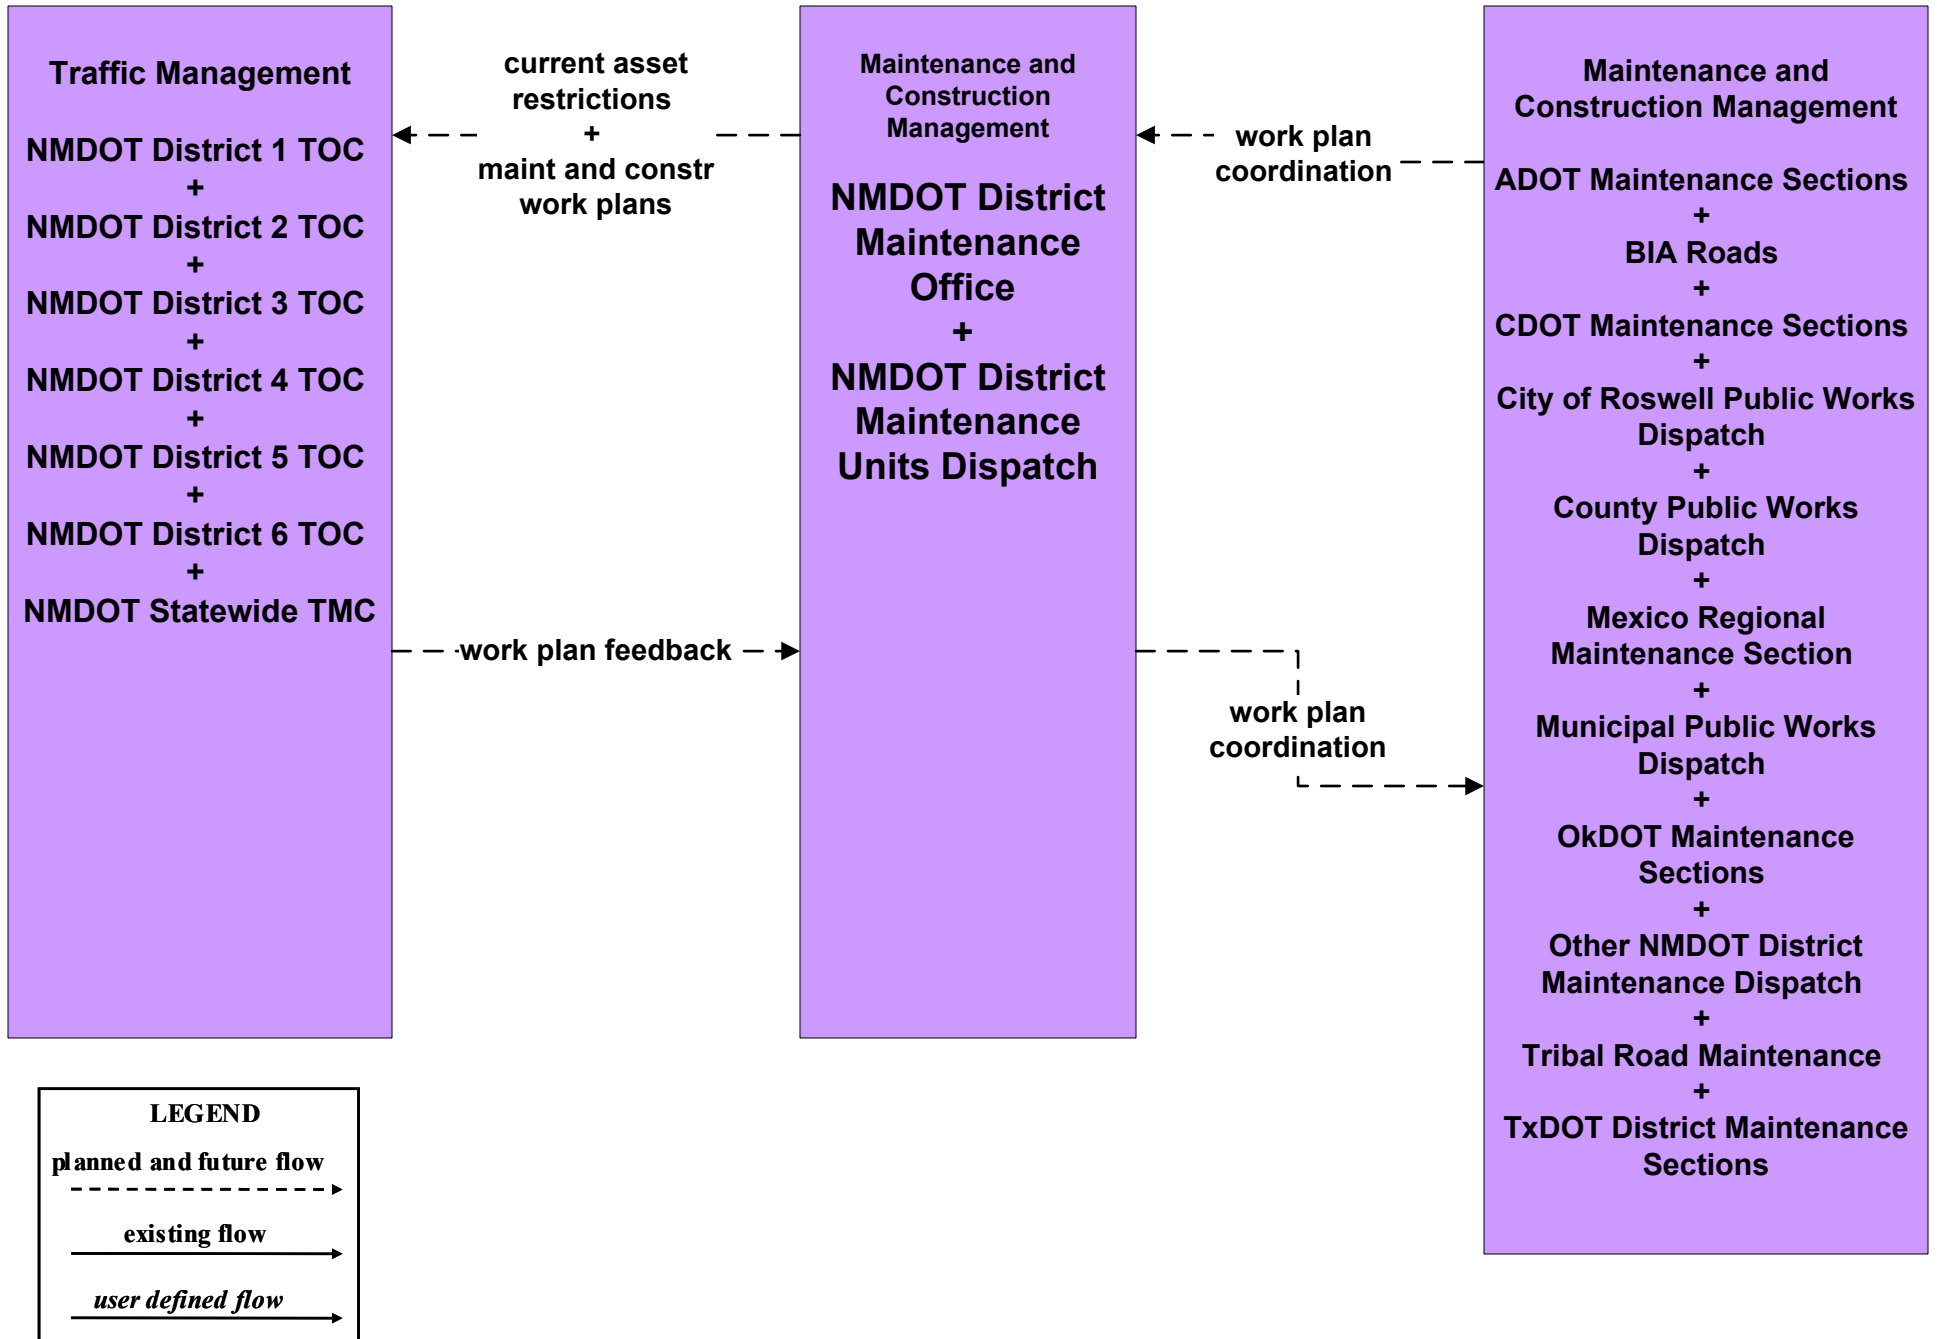 Traffic Management
NMDOT District 1 TOC
+
NMDOT District 2 TOC
+
NMDOT District 3 TOC
+
NMDOT District 4 TOC
+
NMDOT District 5 TOC
+
NMDOT District 6 TOC
+
NMDOT Statewide TMC
current asset
restrictions
+
maint and constr
work plans
work plan feedback
Maintenance and
Construction
Management
NMDOT District
Maintenance
Office
+
NMDOT District
Maintenance
Units Dispatch
work plan
coordination
work plan
coordination
Maintenance and
Construction Management
ADOT Maintenance Sections
+
BIA Roads
+
CDOT Maintenance Sections
+
City of Roswell Public Works
Dispatch
+
County Public Works
Dispatch
+
Mexico Regional
Maintenance Section
+
Municipal Public Works
Dispatch
+
OkDOT Maintenance
Sections
+
Other NMDOT District
Maintenance Dispatch
+
Tribal Road Maintenance
+
TxDOT District Maintenance
Sections
LEGEND
planned and future flow
existing flow
user defined flow